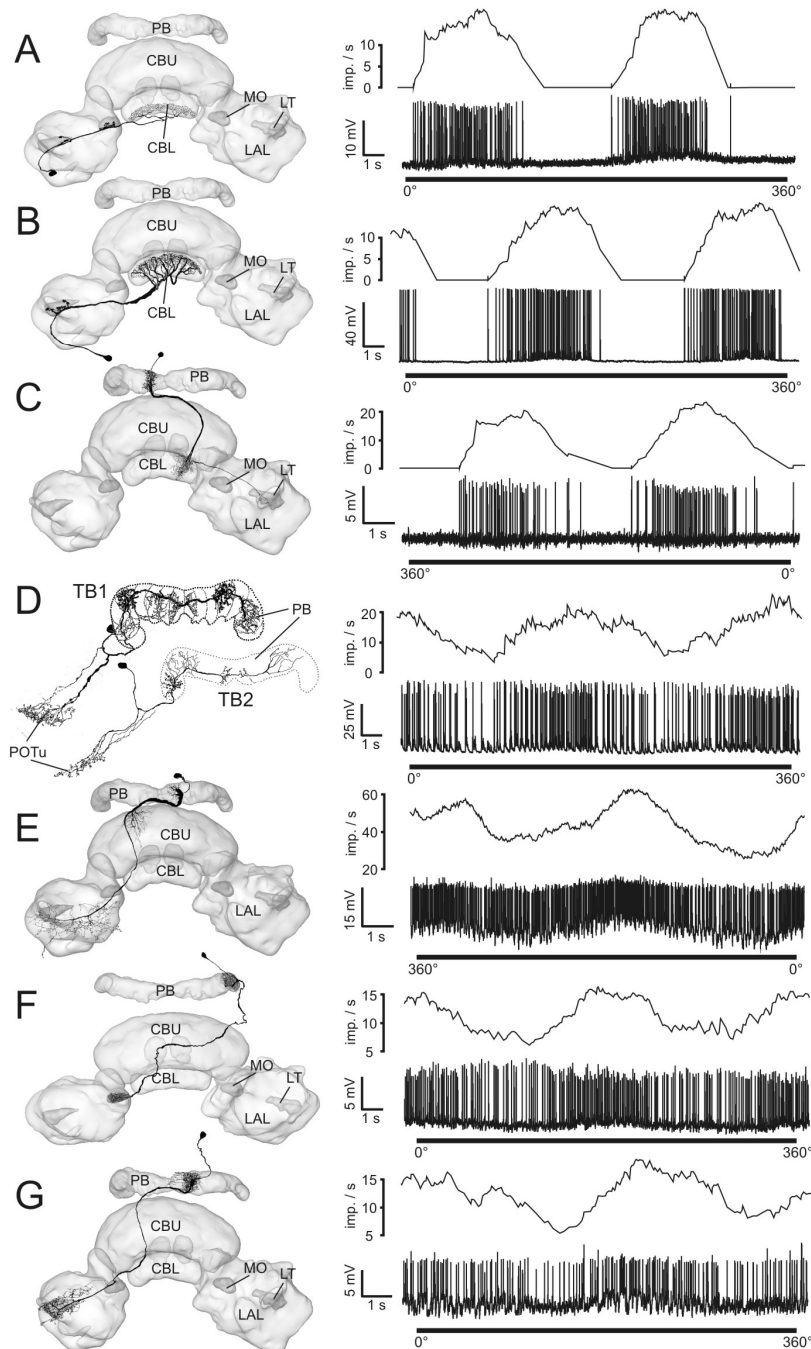 A
PB
CBU
MO
LT
CBL
LAL
imp. / s
15
10
5
0
10 mV
1 s
0°
360°
B
PB
CBU
MO
LT
CBL
LAL
imp. / s
10
5
0
40 mV
1 s
0°
360°
C
PB
CBU
CBL
MO
LT
LAL
imp. / s
20
10
0
5 mV
1 s
360°
0°
D
TB1
PB
TB2
POTu
imp. / s
20
10
0
25 mV
1 s
0°
360°
E
PB
CBU
CBL
LAL
imp. / s
60
40
20
15 mV
1 s
360°
0°
F
PB
CBU
CBL
MO
LT
LAL
imp. / s
15
10
5
5 mV
1 s
0°
360°
G
PB
CBU
CBL
MO
LT
LAL
imp. / s
15
10
5
5 mV
1 s
0°
360°